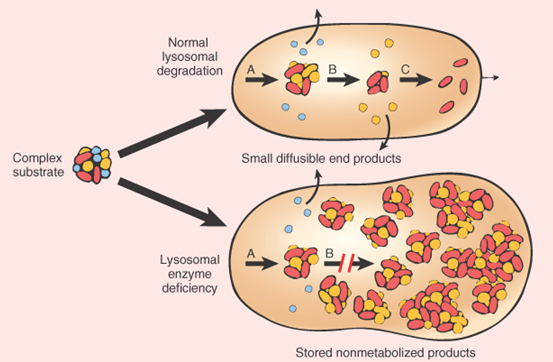 Normal
lysosomal
degradation
A
B
C
Complex
substrate
Small diffusible end products
Lysosomal
enzyme
deficiency
A
B
Stored nonmetabolized products